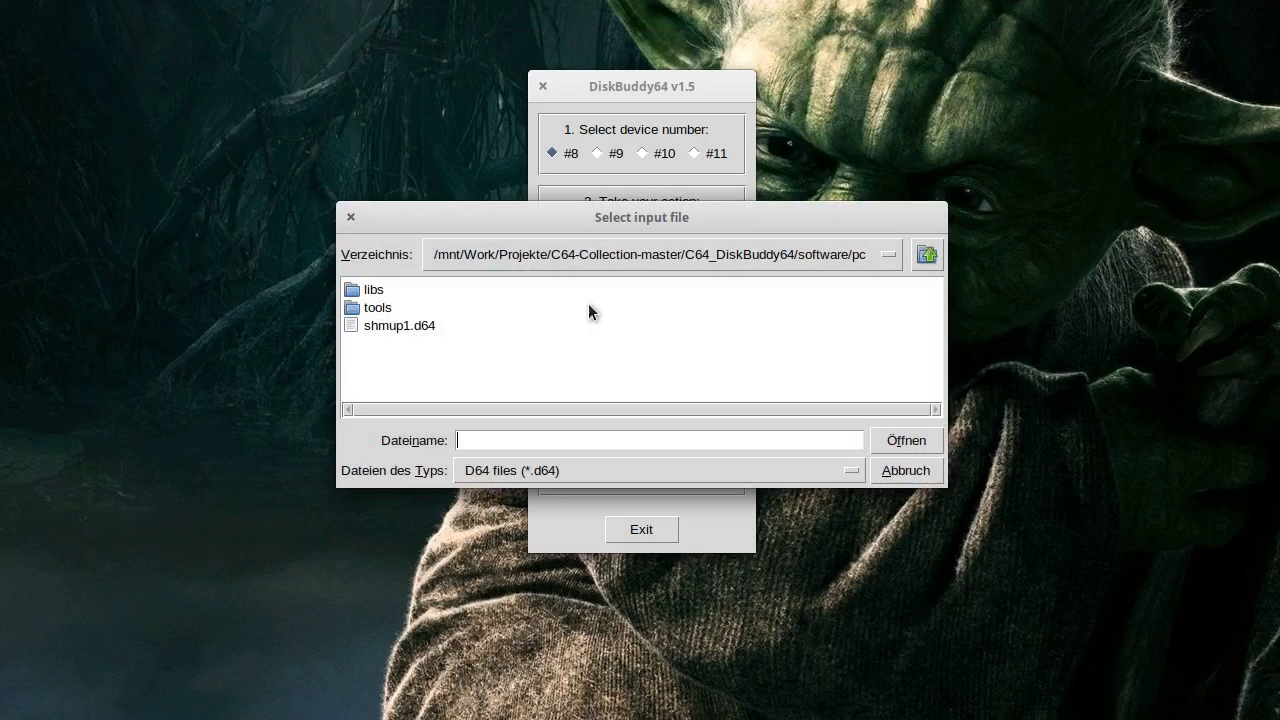 DiskBuddy64 v1.5
1. Select device number:
#8 #9 #10 #11
Select input file
Verzeichnis: /mnt/Work/Projekte/C64-Collection-master/C64_DiskBuddy64/software/pc
libs
tools
shmup1.d64
Dateiname: Öffnen
Dateien des Typs: D64 files (*.d64) Abbruch
Exit